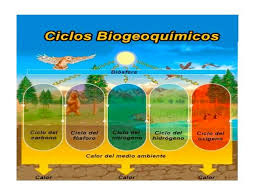 Ciclos Biogeoquímicos
Biósfera
Ciclo del
carbono
Ciclo del
fósforo
Ciclo del
nitrógeno
Ciclo del
hidrógeno
Ciclo del
oxígeno
Calor del medio ambiente
Calor
Calor
Calor